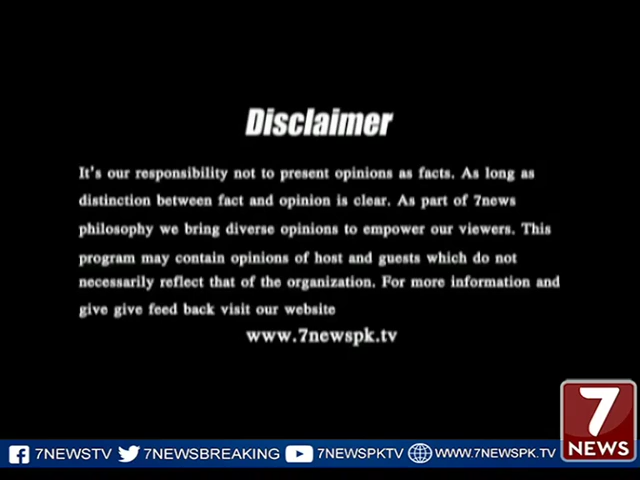 Disclaimer
It's our responsibility not to present opinions as facts. As long as
distinction between fact and opinion is clear. As part of 7news
philosophy we bring diverse opinions to empower our viewers. This
program may contain opinions of host and guests which do not
necessarily reflect that of the organization. For more information and
give give feed back visit our website
www.7newspk.tv
7
NEWS
7NEWSTV 7NEWSBREAKING 7NEWSPKTV WWW.7NEWSPK.TV